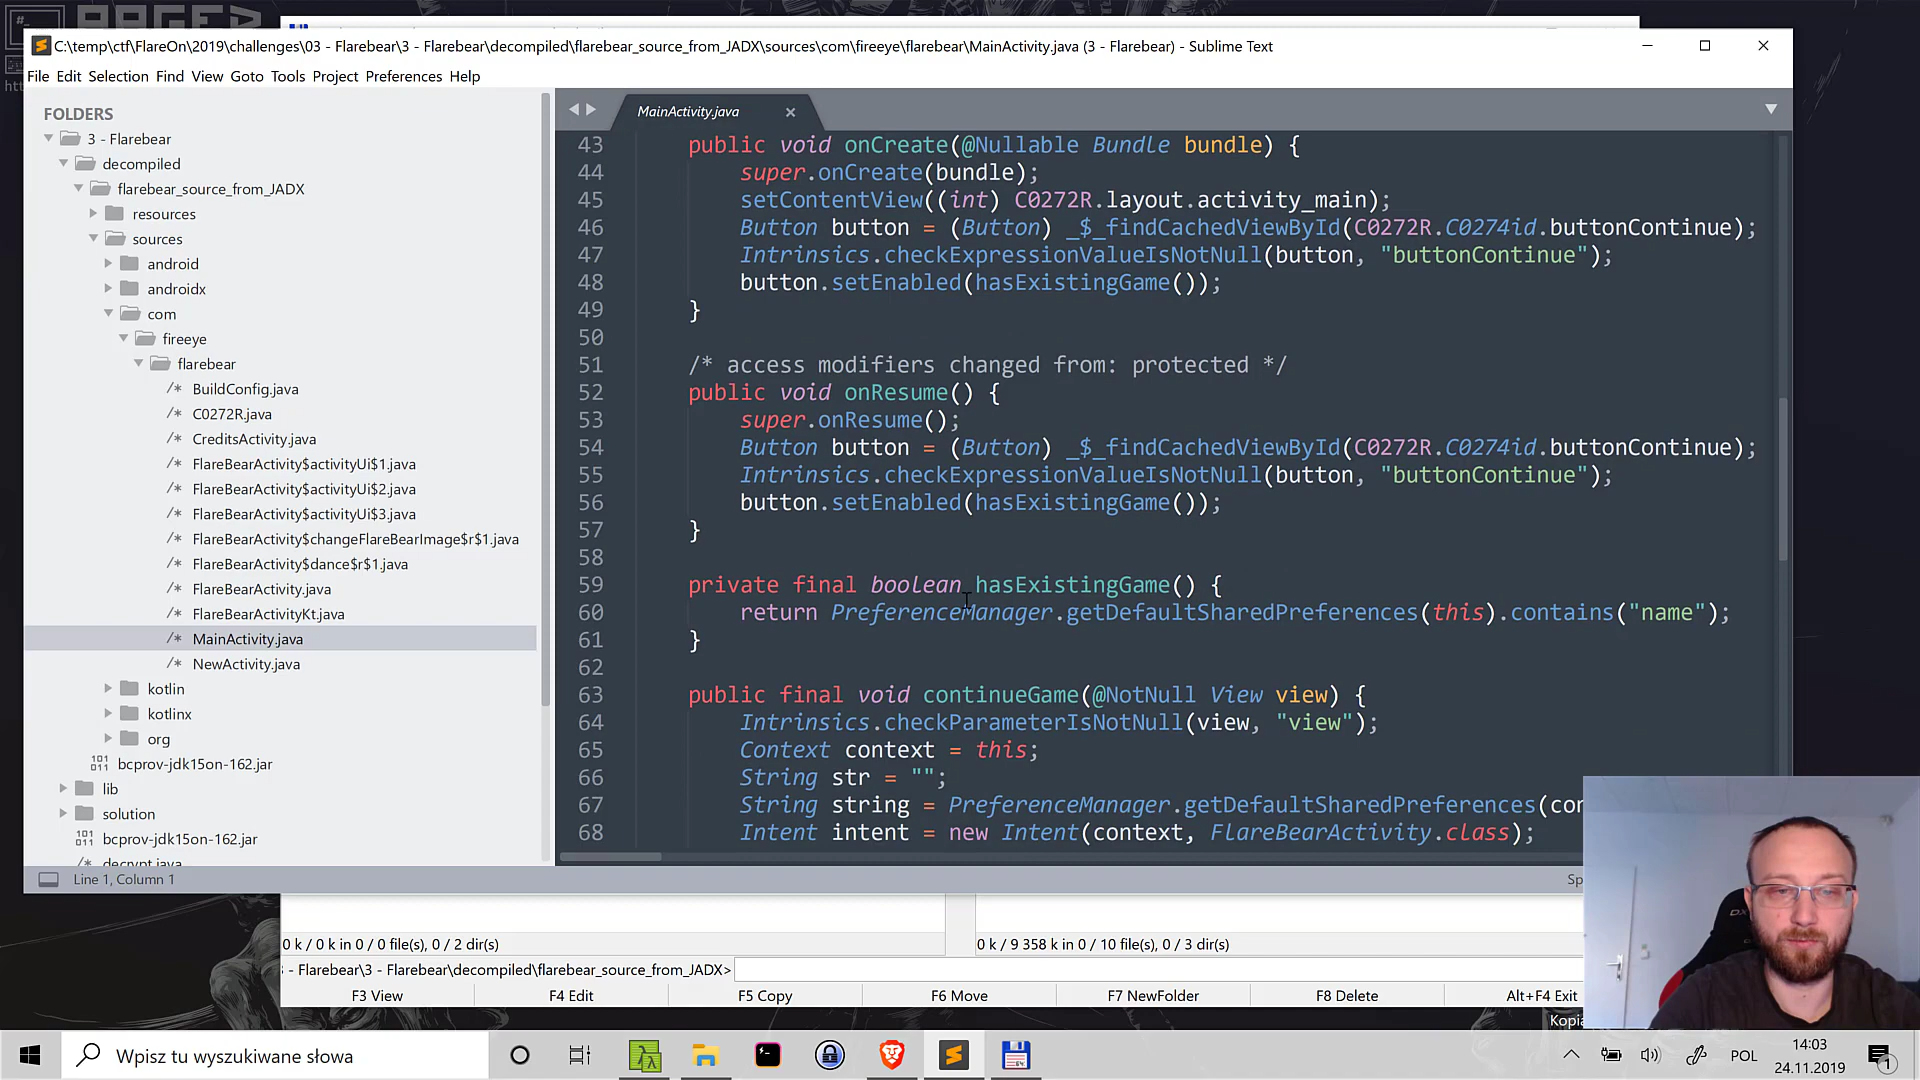 C:\temp\ctf\FlareOn\2019\challenges\03 - Flarebear\3 - Flarebear\decompiled\flarebear_source_from_JADX\sources\com\fireeye\flarebear\MainActivity.java (3 - Flarebear) - Sublime Text
File Edit Selection Find View Goto Tools Project Preferences Help
FOLDERS
3 - Flarebear
decompiled
flarebear_source_from_JADX
resources
sources
android
androidx
com
fireeye
flarebear
BuildConfig.java
C0272R.java
CreditsActivity.java
FlareBearActivity$activityUi$1.java
FlareBearActivity$activityUi$2.java
FlareBearActivity$activityUi$3.java
FlareBearActivity$changeFlareBearImage$r$1.java
FlareBearActivity$dance$r$1.java
FlareBearActivity.java
FlareBearActivityKt.java
MainActivity.java
NewActivity.java
kotlin
kotlinx
org
bcprov-jdk15on-162.jar
lib
solution
bcprov-jdk15on-162.jar
decrypt.java
MainActivity.java
43 public void onCreate(@Nullable Bundle bundle) {
44 super.onCreate(bundle);
45 setContentView((int) C0272R.layout.activity_main);
46 Button button = (Button) _$_findCachedViewById(C0272R.C0274id.buttonContinue);
47 Intrinsics.checkExpressionValueIsNotNull(button, "buttonContinue");
48 button.setEnabled(hasExistingGame());
49 }
50
51 /* access modifiers changed from: protected */
52 public void onResume() {
53 super.onResume();
54 Button button = (Button) _$_findCachedViewById(C0272R.C0274id.buttonContinue);
55 Intrinsics.checkExpressionValueIsNotNull(button, "buttonContinue");
56 button.setEnabled(hasExistingGame());
57 }
58
59 private final boolean hasExistingGame() {
60 return PreferenceManager.getDefaultSharedPreferences(this).contains("name");
61 }
62
63 public final void continueGame(@NotNull View view) {
64 Intrinsics.checkParameterIsNotNull(view, "view");
65 Context context = this;
66 String str = "";
67 String string = PreferenceManager.getDefaultSharedPreferences(con
68 Intent intent = new Intent(context, FlareBearActivity.class);
Line 1, Column 1
Sp
0 k / 0 k in 0 / 0 file(s), 0 / 2 dir(s)
0 k / 9 358 k in 0 / 10 file(s), 0 / 3 dir(s)
- Flarebear\3 - Flarebear\decompiled\flarebear_source_from_JADX>
F3 View F4 Edit F5 Copy F6 Move F7 NewFolder F8 Delete Alt+F4 Exit
Kopia
Wpisz tu wyszukiwane słowa
POL
14:03
24.11.2019
1